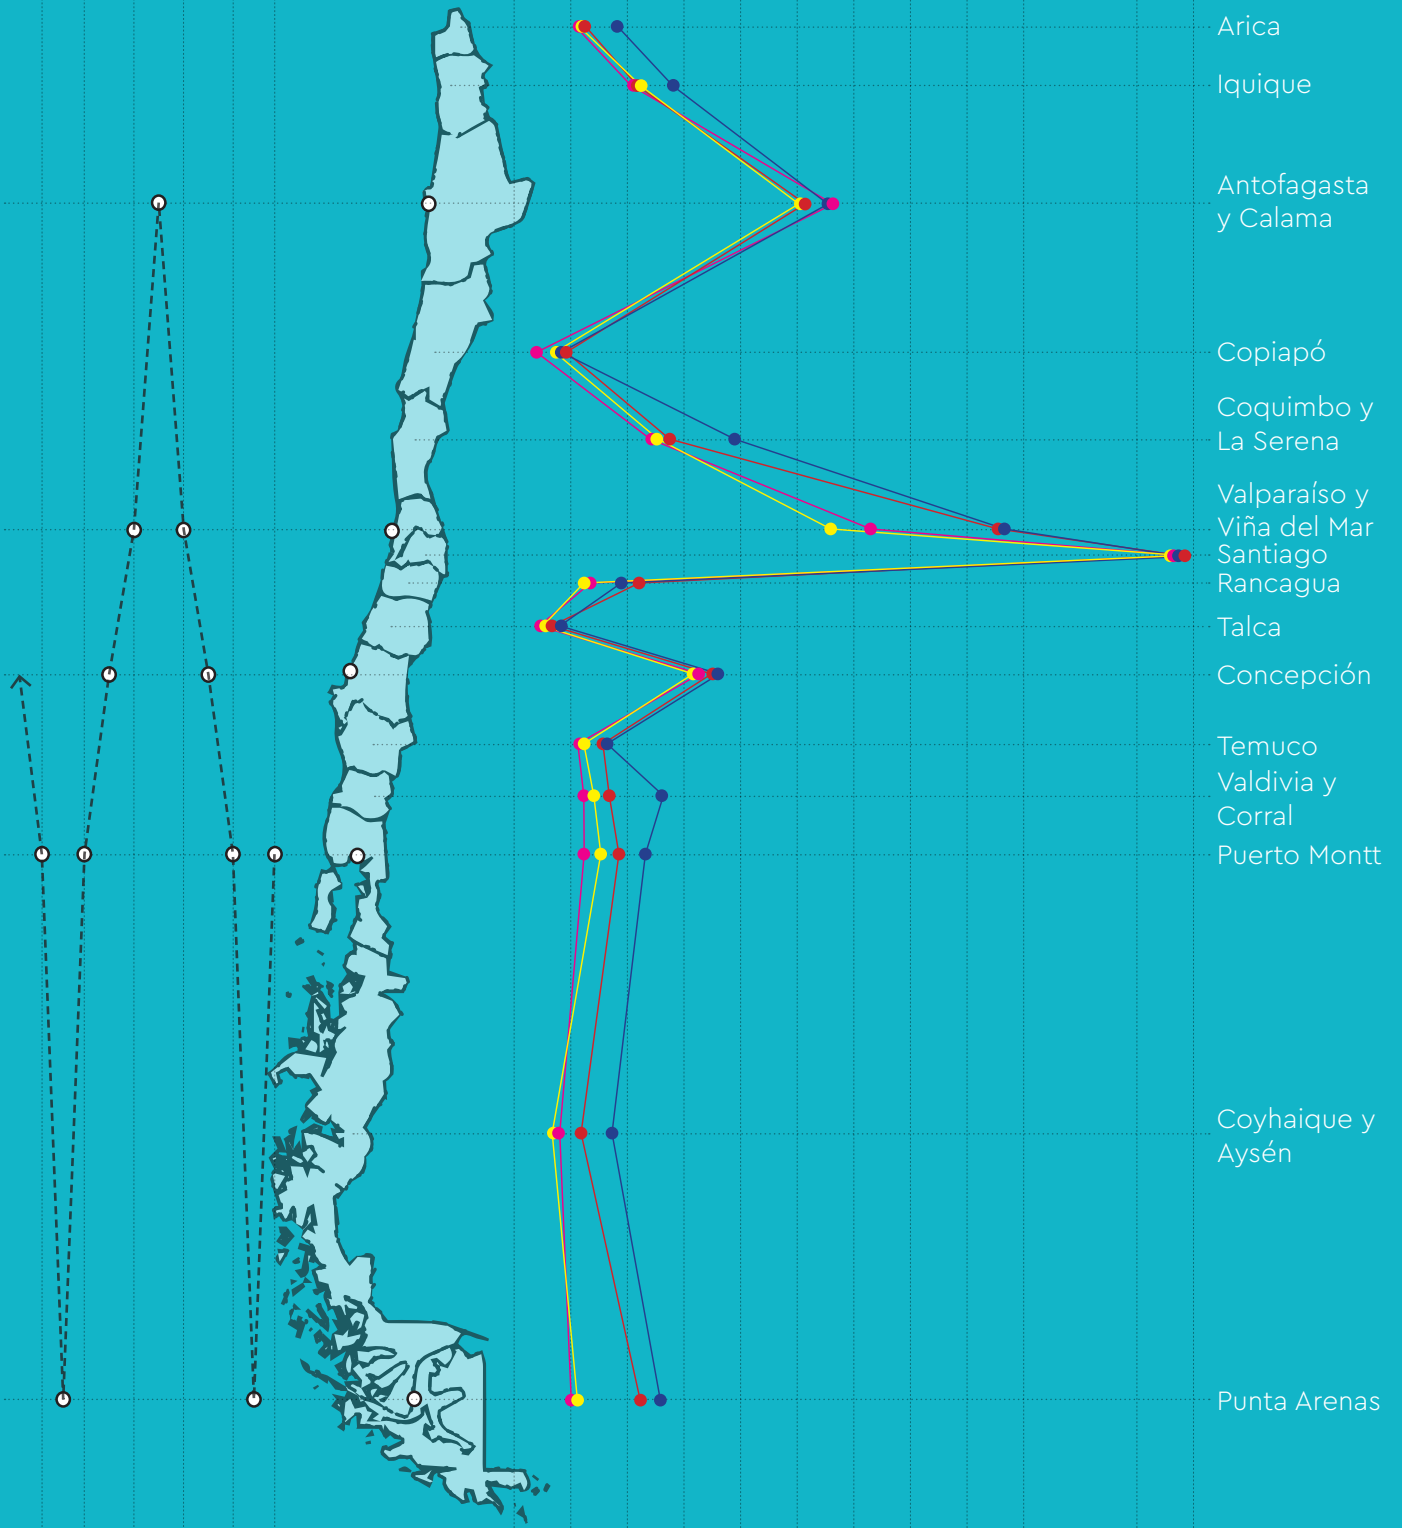 Arica
Iquique
Antofagasta
y Calama
Copiapó
Coquimbo y
La Serena
Valparaíso y
Viña del Mar
Santiago
Rancagua
Talca
Concepción
Temuco
Valdivia y
Corral
Puerto Montt
Coyhaique y
Aysén
Punta Arenas